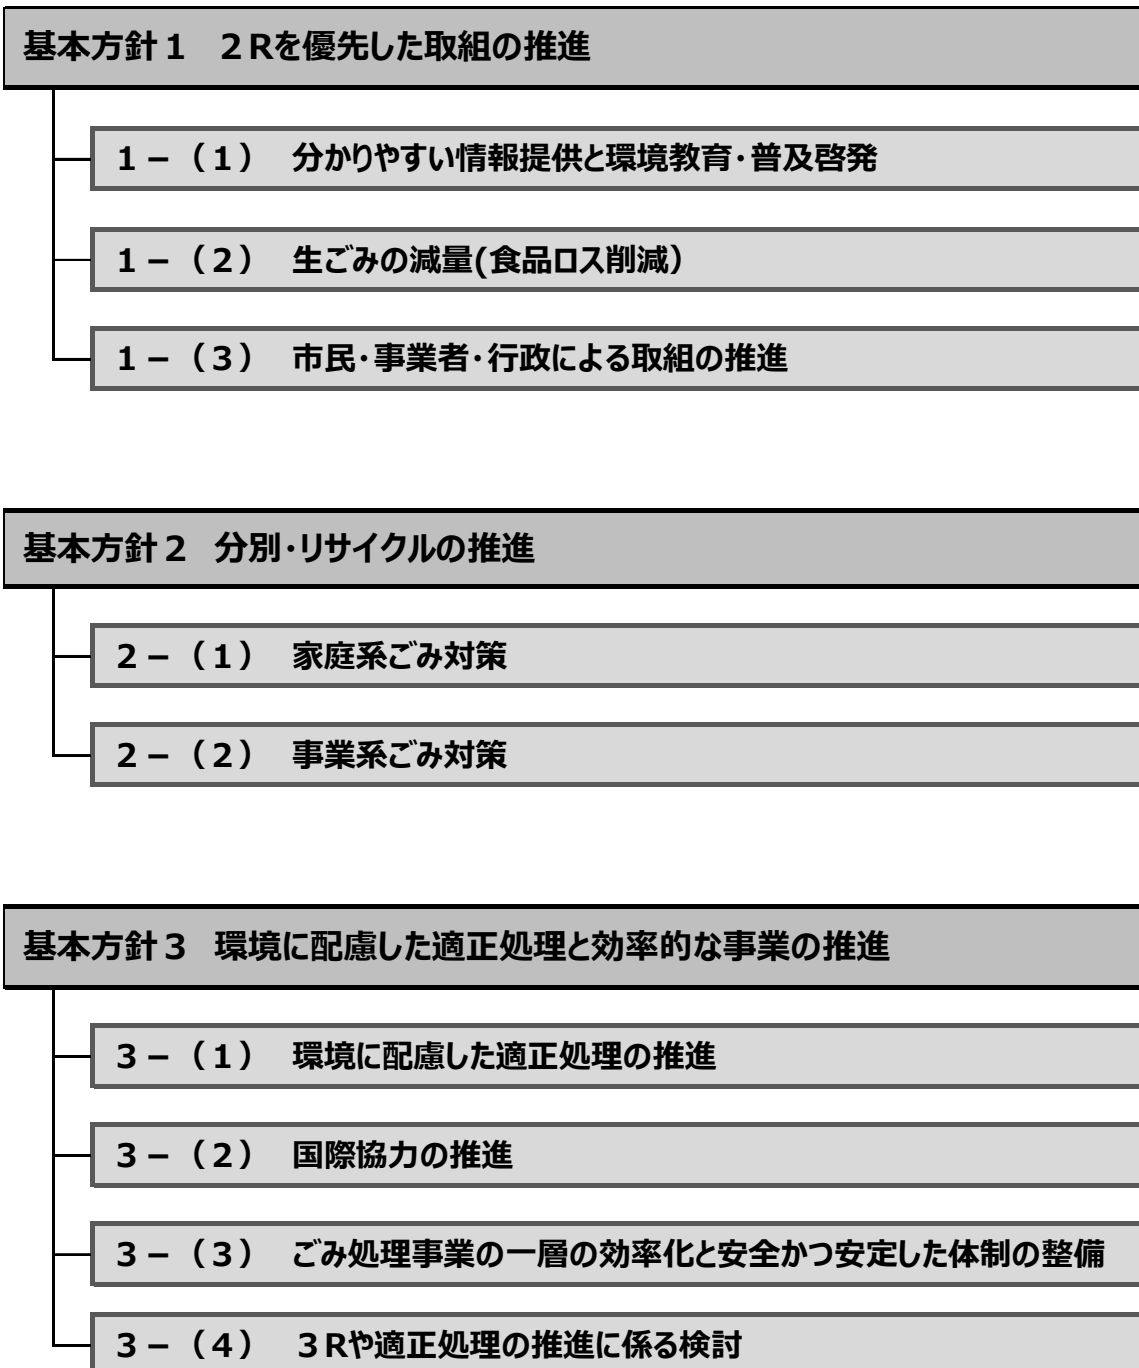 基本方針１　２Rを優先した取組の推進
１－（１）　分かりやすい情報提供と環境教育・普及啓発
１－（２）　生ごみの減量(食品ロス削減）
１－（３）　市民・事業者・行政による取組の推進
基本方針２　分別・リサイクルの推進
２－（１）　家庭系ごみ対策
２－（２）　事業系ごみ対策
基本方針３　環境に配慮した適正処理と効率的な事業の推進
３－（１）　環境に配慮した適正処理の推進
３－（２）　国際協力の推進
３－（３）　ごみ処理事業の一層の効率化と安全かつ安定した体制の整備
３－（４）　３Rや適正処理の推進に係る検討